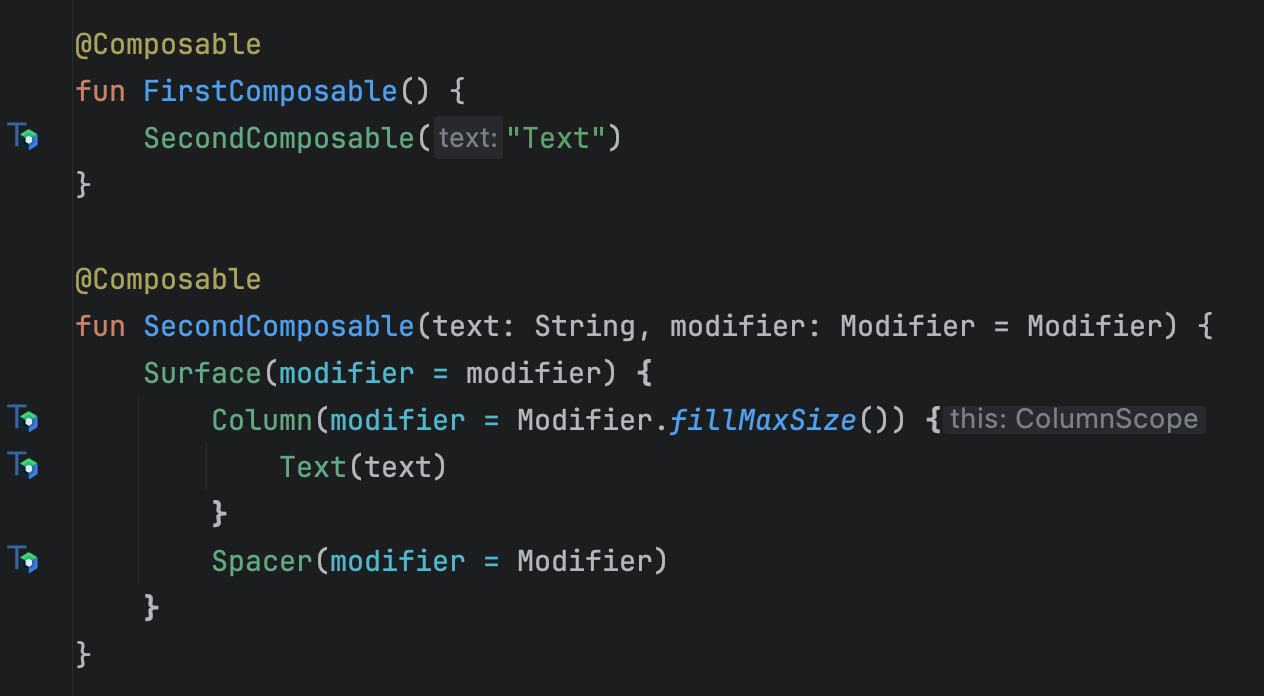 @Composable
fun FirstComposable() {
    SecondComposable( text: "Text")
}
@Composable
fun SecondComposable(text: String, modifier: Modifier = Modifier) {
    Surface(modifier = modifier) {
        Column(modifier = Modifier.fillMaxSize()) { this: ColumnScope
            Text(text)
        }
        Spacer(modifier = Modifier)
    }
}